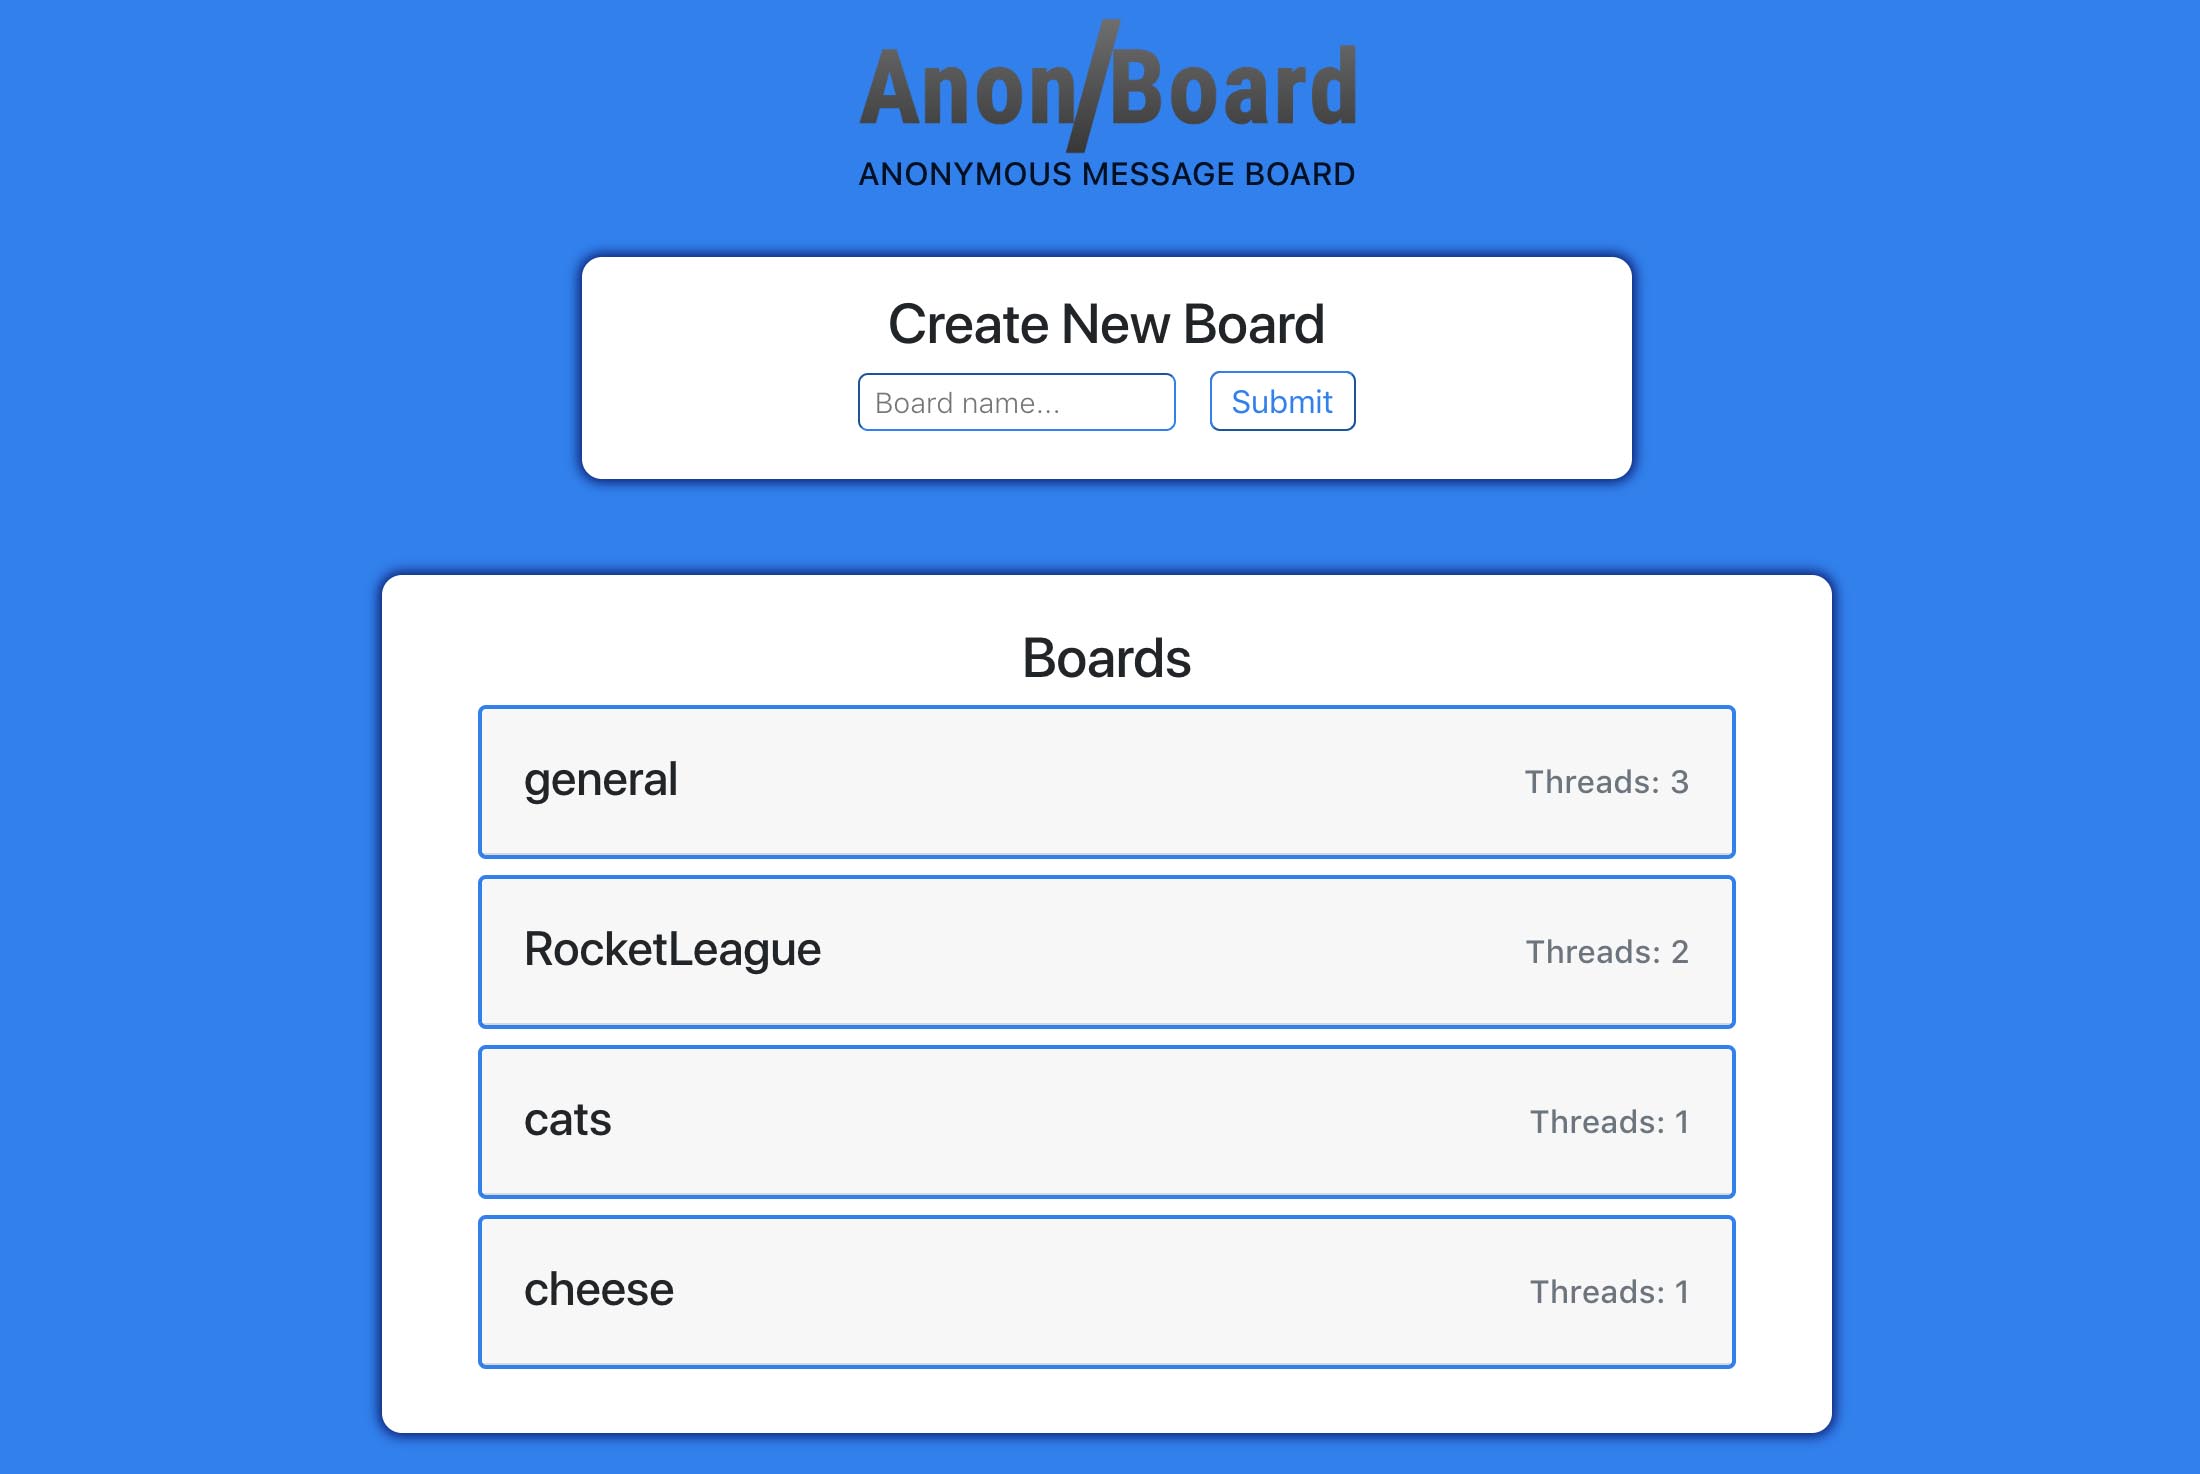 Anon/Board
ANONYMOUS MESSAGE BOARD
Create New Board
Board name...
Submit
Boards
general
Threads: 3
RocketLeague
Threads: 2
cats
Threads: 1
cheese
Threads: 1